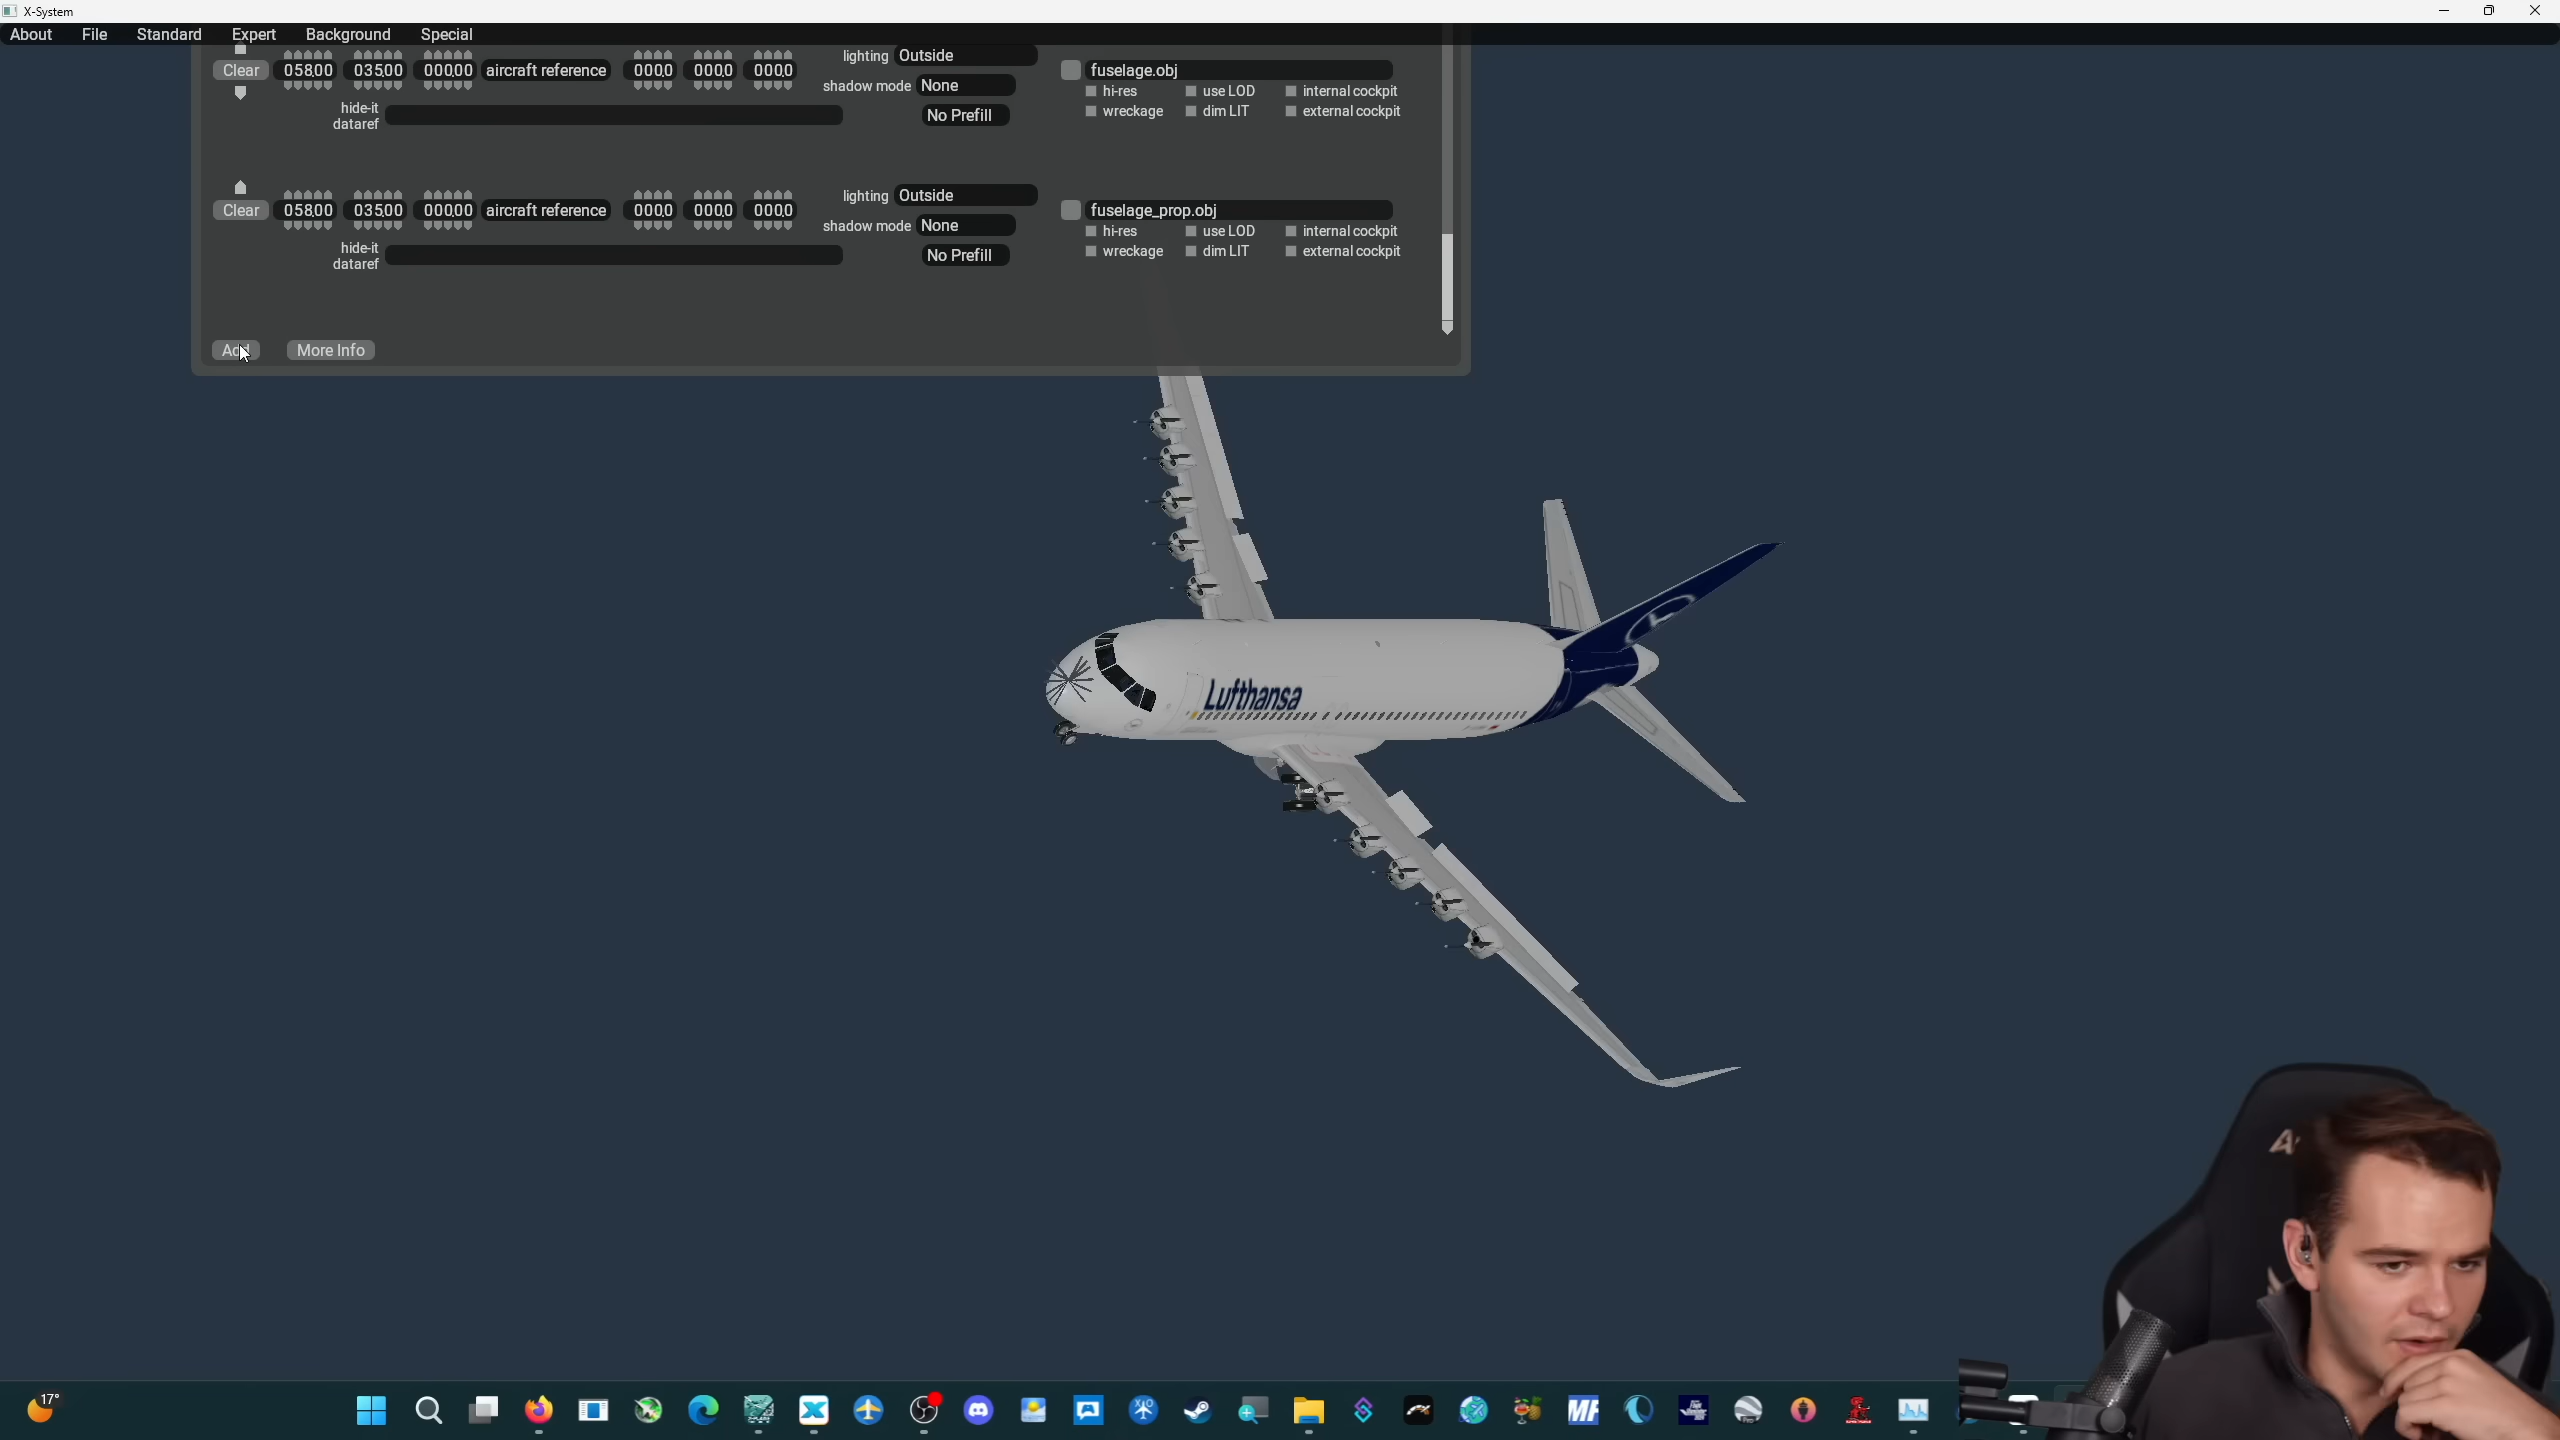 X-System
About File Standard Expert Background Special
Clear 05800 03500 00000 aircraft reference 0000 0000 0000 lighting Outside fuselage.obj
shadow mode None hi-res use LOD internal cockpit
hide-it dataref No Prefill wreckage dim LIT external cockpit
Clear 05800 03500 00000 aircraft reference 0000 0000 0000 lighting Outside fuselage_prop.obj
shadow mode None hi-res use LOD internal cockpit
hide-it dataref No Prefill wreckage dim LIT external cockpit
Add More Info
Lufthansa
17°
MF